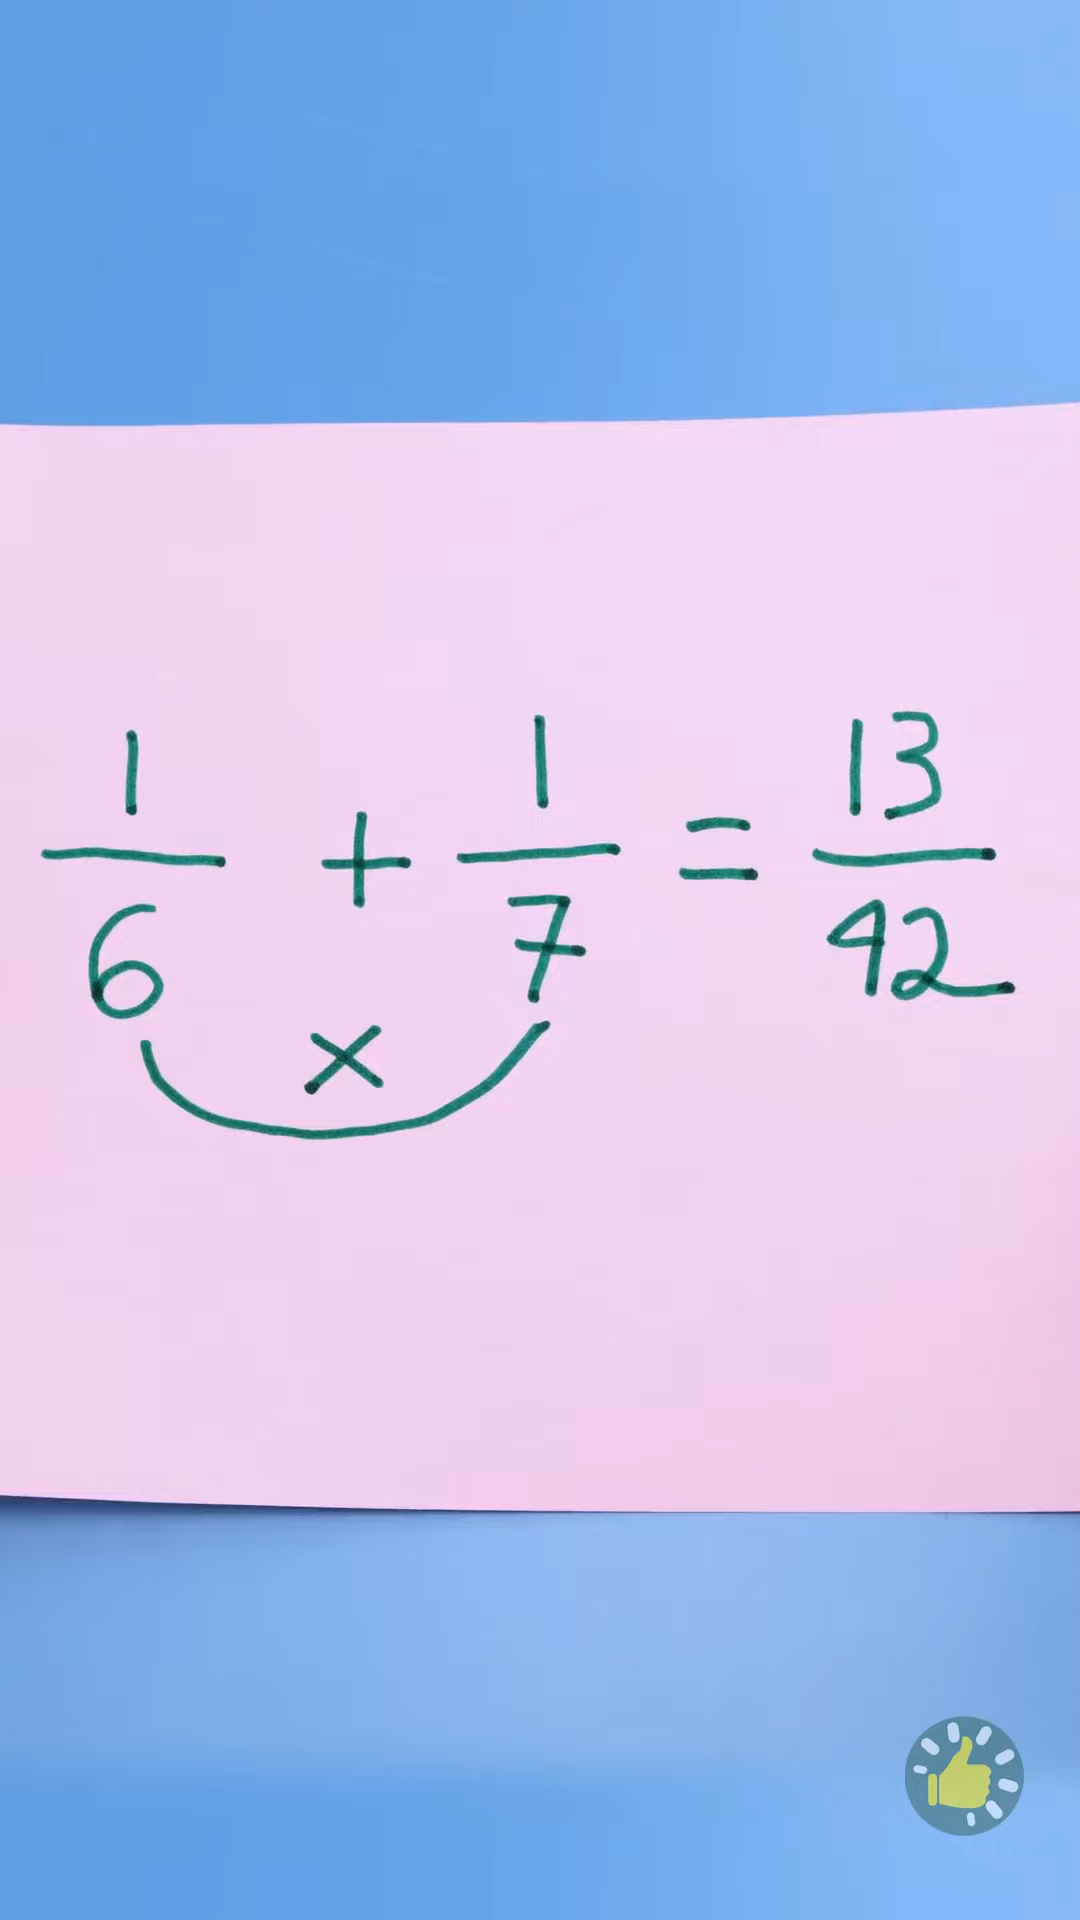 1/6 + 1/7 = 13/42
×